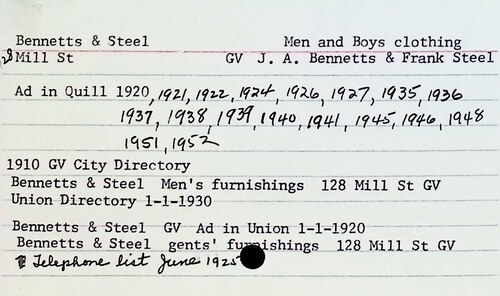 Bennetts & Steel Men and Boys clothing
Mill St GV J. A. Bennetts & Frank Steel
Ad in Quill 1920, 1921, 1922, 1924, 1926, 1927, 1935, 1936
1937, 1938, 1939, 1940, 1941, 1945, 1946, 1948
1951, 1952
1910 GV City Directory
Bennetts & Steel Men's furnishings 128 Mill St GV
Union Directory 1-1-1930
Bennetts & Steel GV Ad in Union 1-1-1920
Bennetts & Steel gents' furnishings 128 Mill St GV
Telephone list June 1925